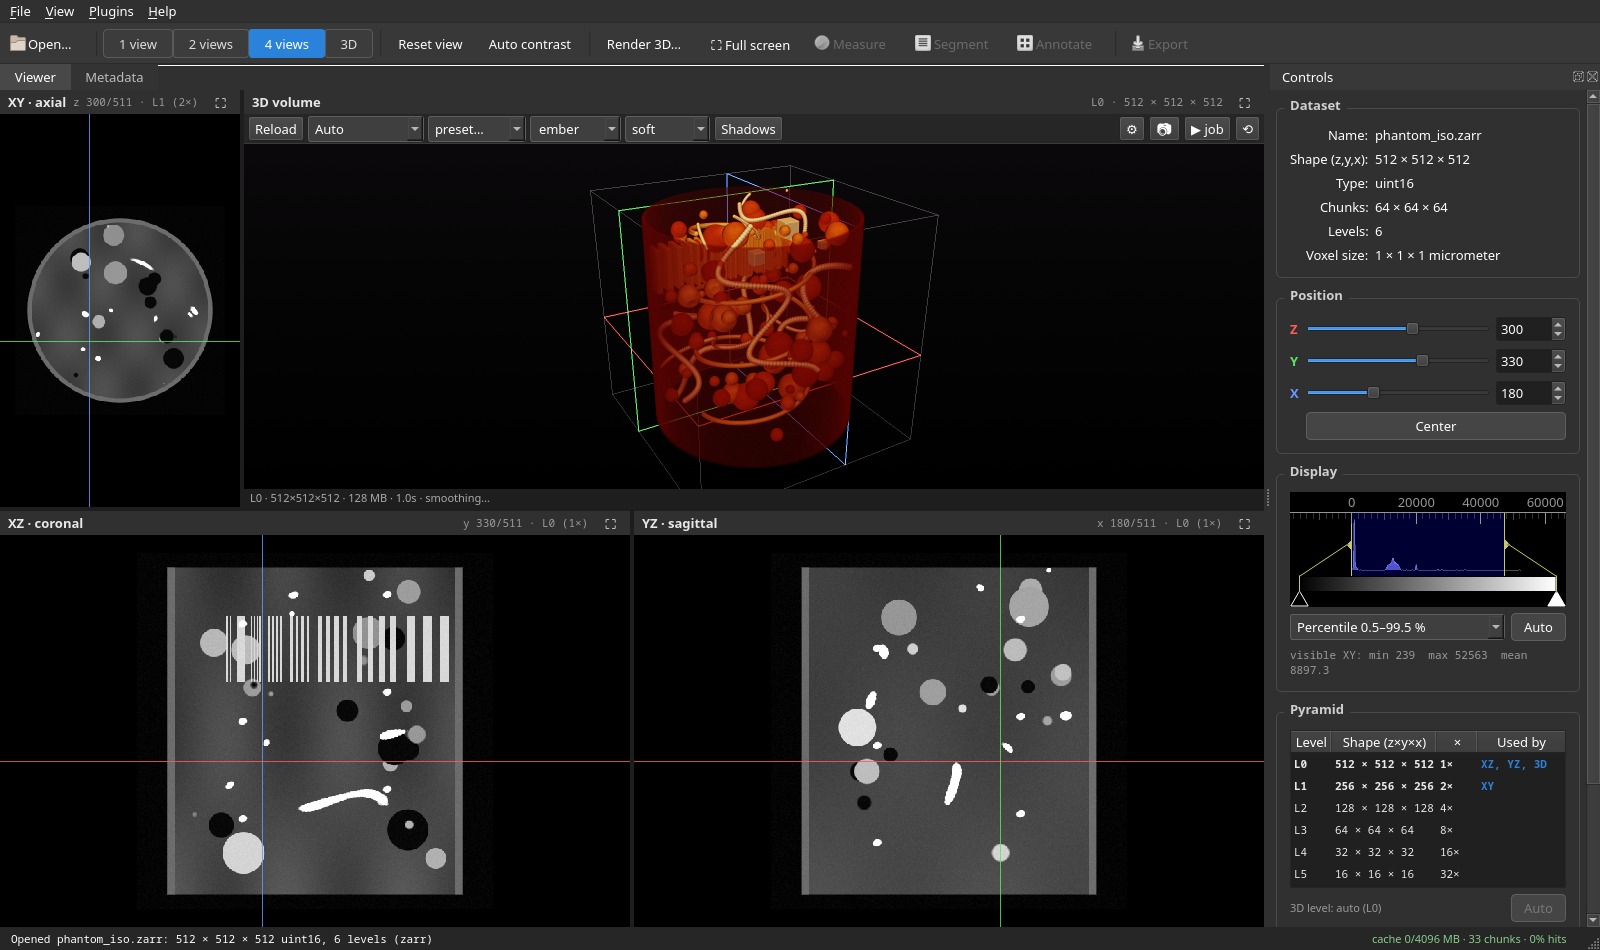 File View Plugins Help
Open... 1 view 2 views 4 views 3D Reset view Auto contrast Render 3D... Full screen Measure Segment Annotate Export
Viewer Metadata
XY · axial z 300/511 · L1 (2×)
3D volume L0 · 512 × 512 × 512
Reload Auto preset... ember soft Shadows ▶ job
L0 · 512×512×512 · 128 MB · 1.0s · smoothing...
XZ · coronal y 330/511 · L0 (1×)
YZ · sagittal x 180/511 · L0 (1×)
Controls
Dataset
Name: phantom_iso.zarr
Shape (z,y,x): 512 × 512 × 512
Type: uint16
Chunks: 64 × 64 × 64
Levels: 6
Voxel size: 1 × 1 × 1 micrometer
Position
Z 300
Y 330
X 180
Center
Display
0 20000 40000 60000
Percentile 0.5–99.5 % Auto
visible XY: min 239 max 52563 mean
8897.3
Pyramid
Level Shape (z×y×x) × Used by
L0 512 × 512 × 512 1× XZ, YZ, 3D
L1 256 × 256 × 256 2× XY
L2 128 × 128 × 128 4×
L3 64 × 64 × 64 8×
L4 32 × 32 × 32 16×
L5 16 × 16 × 16 32×
3D level: auto (L0) Auto
Opened phantom_iso.zarr: 512 × 512 × 512 uint16, 6 levels (zarr)
cache 0/4096 MB · 33 chunks · 0% hits